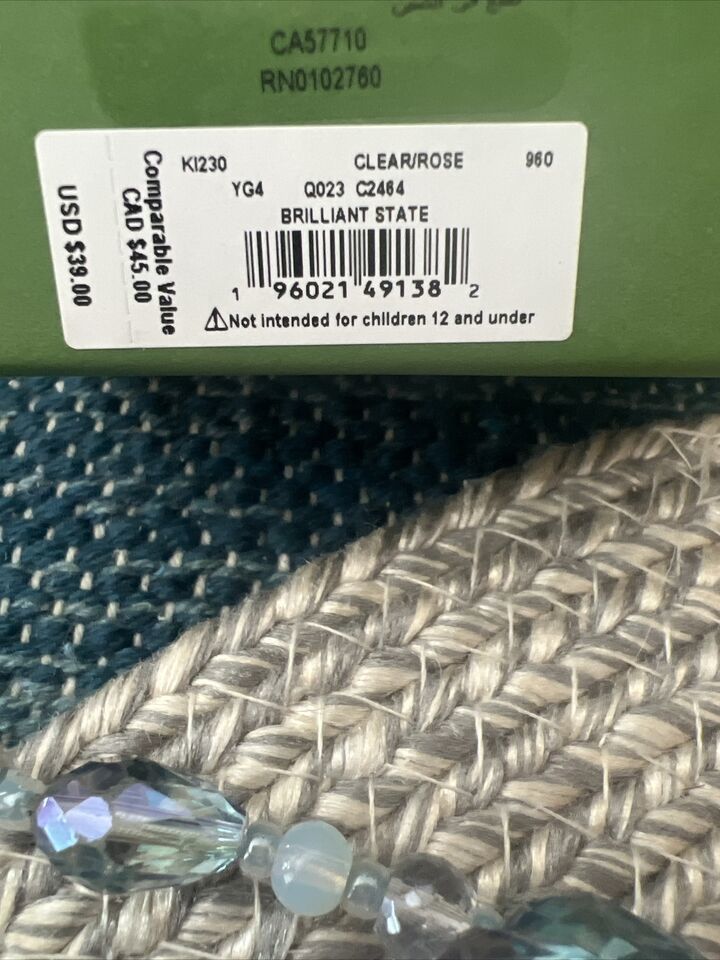 CA57710
RN0102760
KI230 CLEAR/ROSE 960
YG4 Q023 C2464
BRILLIANT STATE
1 96021 49138 2
⚠Not intended for children 12 and under
Comparable Value
CAD $45.00
USD $39.00